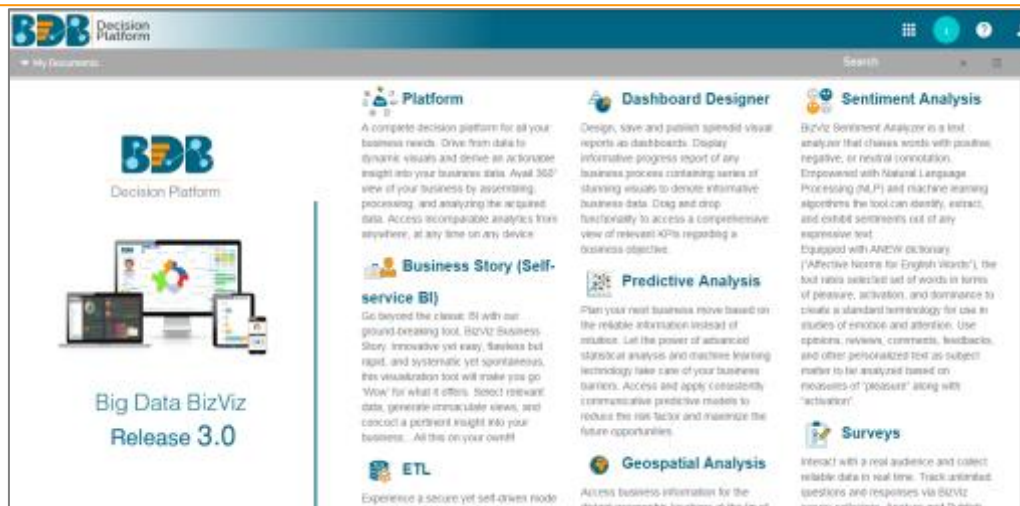 BDB Decision Platform
My Documents
Search
BDB
Decision Platform
Big Data BizViz
Release 3.0
Platform
A complete decision platform for all your
business needs. Drive from data to
dynamic visuals and derive an actionable
insight into your business data. Avail 360°
view of your business by assembling,
processing, and analyzing the acquired
data. Access incomparable analytics from
anywhere, at any time on any device
Business Story (Self-
service BI)
Go beyond the classic BI with our
ground-breaking tool, BizViz Business
Story. Innovative yet easy, flawless but
rapid, and systematic yet spontaneous,
this visualization tool will make you go
'Wow' for what it offers. Select relevant
data, generate immaculate views, and
concoct a pertinent insight into your
business... All this on your own!!!
ETL
Experience a secure yet self-driven mode
Dashboard Designer
Design, save and publish splendid visual
reports as dashboards. Display
informative progress report of any
business process containing series of
stunning visuals to denote informative
business data. Drag and drop
functionality to access a comprehensive
view of relevant KPIs regarding a
business objective.
Predictive Analysis
Plan your next business move based on
the reliable information instead of
intuition. Let the power of advanced
statistical analysis and machine learning
technology take care of your business
barriers. Access and apply consistently
communicative predictive models to
reduce the risk factor and maximize the
future opportunities.
Geospatial Analysis
Access business information for the
Sentiment Analysis
BizViz Sentiment Analyzer is a text
analyzer that chases words with positive,
negative, or neutral connotation.
Empowered with Natural Language
Processing (NLP) and machine learning
algorithms the tool can identify, extract,
and exhibit sentiments out of any
expressive text.
Equipped with ANEW dictionary
("Affective Norms for English Words"), the
tool rates selected set of words in terms
of pleasure, activation, and dominance to
create a standard terminology for use in
studies of emotion and attention. Use
opinions, reviews, comments, feedbacks,
and other personalized text as subject
matter to be analyzed based on
measures of "pleasure" along with
"activation".
Surveys
Interact with a real audience and collect
reliable data in real time. Track unlimited
questions and responses via BizViz